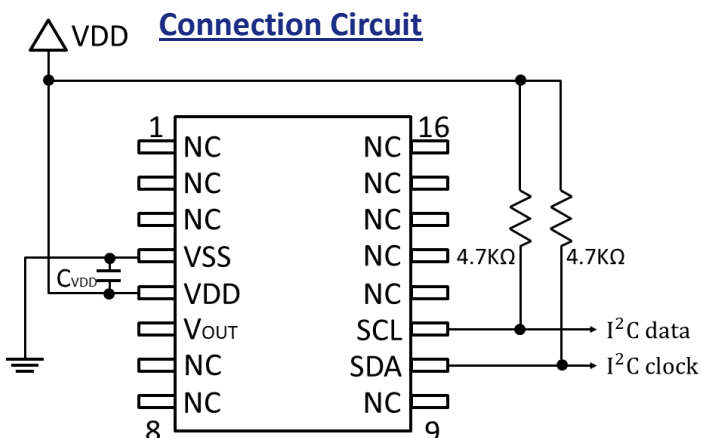 VDD Connection Circuit
1 16
NC NC
NC NC
NC NC
VSS NC 4.7KΩ 4.7KΩ
CVDD
VDD NC
VOUT SCL I²C data
NC SDA I²C clock
NC NC
8 9